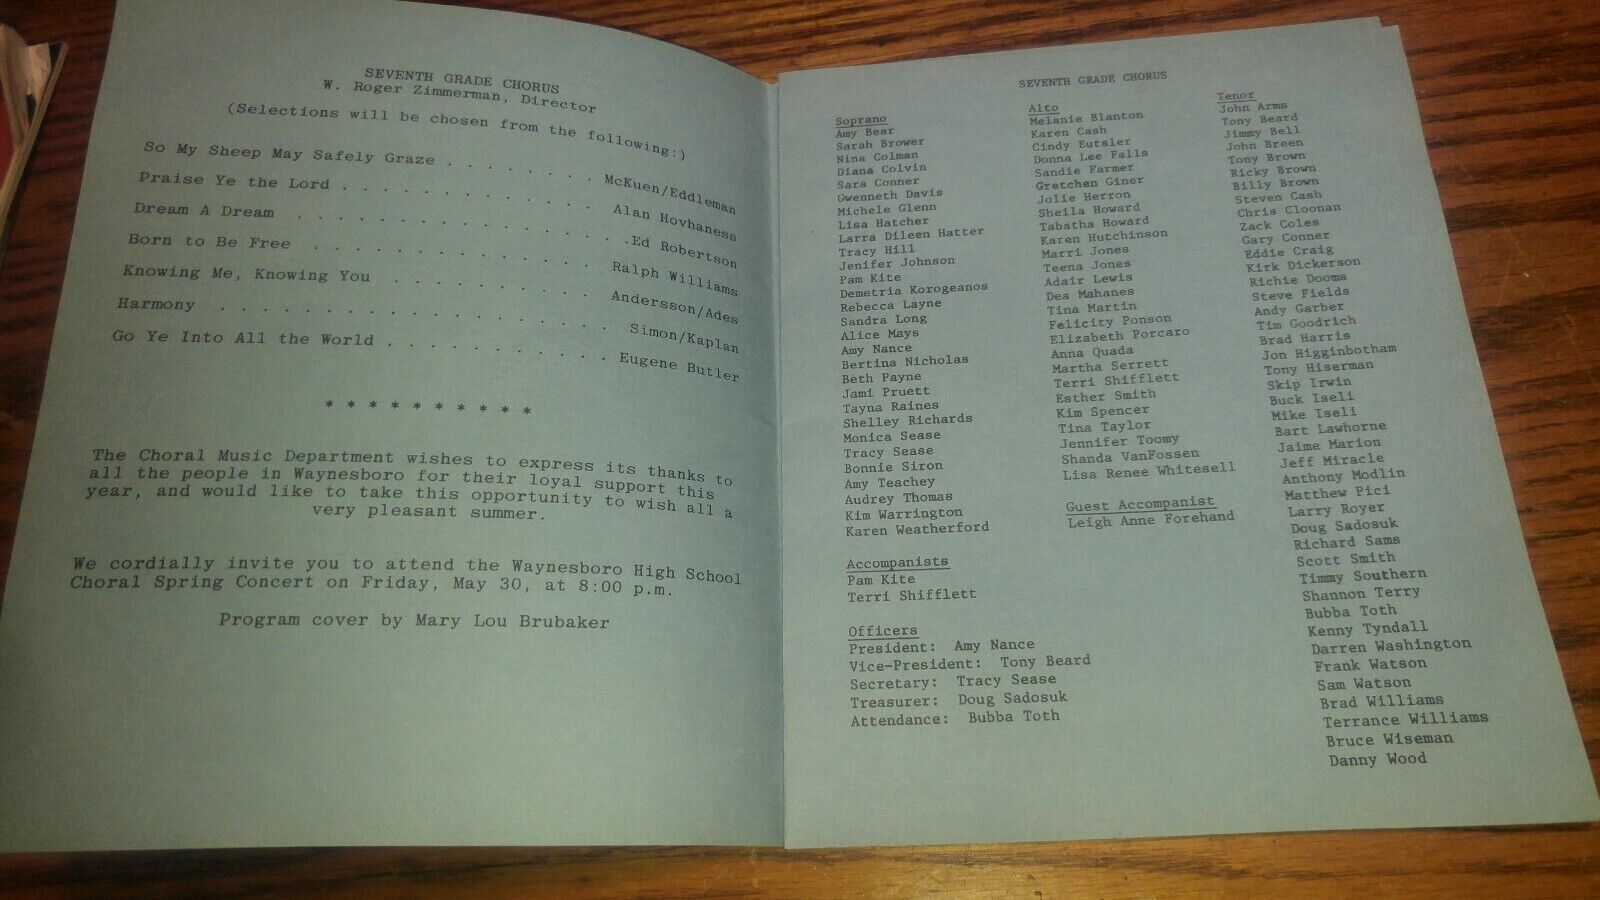 SEVENTH GRADE CHORUS
W. Roger Zimmerman, Director
(Selections will be chosen from the following:)
So My Sheep May Safely Graze . . . . . . . McKuen/Eddleman
Praise Ye the Lord . . . . . . . . . . . . . Alan Hovhaness
Dream A Dream . . . . . . . . . . . . . . . .Ed Robertson
Born to Be Free . . . . . . . . . . . . . Ralph Williams
Knowing Me, Knowing You . . . . . . . . . . Andersson/Ades
Harmony . . . . . . . . . . . . . . . . . . Simon/Kaplan
Go Ye Into All the World . . . . . . . . . . . Eugene Butler
* * * * * * * * * *
The Choral Music Department wishes to express its thanks to
all the people in Waynesboro for their loyal support this
year, and would like to take this opportunity to wish all a
very pleasant summer.
We cordially invite you to attend the Waynesboro High School
Choral Spring Concert on Friday, May 30, at 8:00 p.m.
Program cover by Mary Lou Brubaker
SEVENTH GRADE CHORUS
Soprano
Amy Bear
Sarah Brower
Nina Colman
Diana Colvin
Sara Conner
Gwenneth Davis
Michele Glenn
Lisa Hatcher
Larra Dileen Hatter
Tracy Hill
Jenifer Johnson
Pam Kite
Demetria Korogeanos
Rebecca Layne
Sandra Long
Alice Mays
Amy Nance
Bertina Nicholas
Beth Payne
Jami Pruett
Tayna Raines
Shelley Richards
Monica Sease
Tracy Sease
Bonnie Siron
Amy Teachey
Audrey Thomas
Kim Warrington
Karen Weatherford
Accompanists
Pam Kite
Terri Shifflett
Officers
President: Amy Nance
Vice-President: Tony Beard
Secretary: Tracy Sease
Treasurer: Doug Sadosuk
Attendance: Bubba Toth
Alto
Melanie Blanton
Karen Cash
Cindy Eutsler
Donna Lee Falls
Sandie Farmer
Gretchen Giner
Jolie Herron
Sheila Howard
Tabatha Howard
Karen Hutchinson
Marri Jones
Teena Jones
Adair Lewis
Dea Mahanes
Tina Martin
Felicity Ponson
Elizabeth Porcaro
Anna Quada
Martha Serrett
Terri Shifflett
Esther Smith
Kim Spencer
Tina Taylor
Jennifer Toomy
Shanda VanFossen
Lisa Renee Whitesell
Guest Accompanist
Leigh Anne Forehand
Tenor
John Arms
Tony Beard
Jimmy Bell
John Breen
Tony Brown
Ricky Brown
Billy Brown
Steven Cash
Chris Cloonan
Zack Coles
Gary Conner
Eddie Craig
Kirk Dickerson
Richie Dooms
Steve Fields
Andy Garber
Tim Goodrich
Brad Harris
Jon Higginbotham
Tony Hiserman
Skip Irwin
Buck Iseli
Mike Iseli
Bart Lawhorne
Jaime Marion
Jeff Miracle
Anthony Modlin
Matthew Pici
Larry Royer
Doug Sadosuk
Richard Sams
Scott Smith
Timmy Southern
Shannon Terry
Bubba Toth
Kenny Tyndall
Darren Washington
Frank Watson
Sam Watson
Brad Williams
Terrance Williams
Bruce Wiseman
Danny Wood